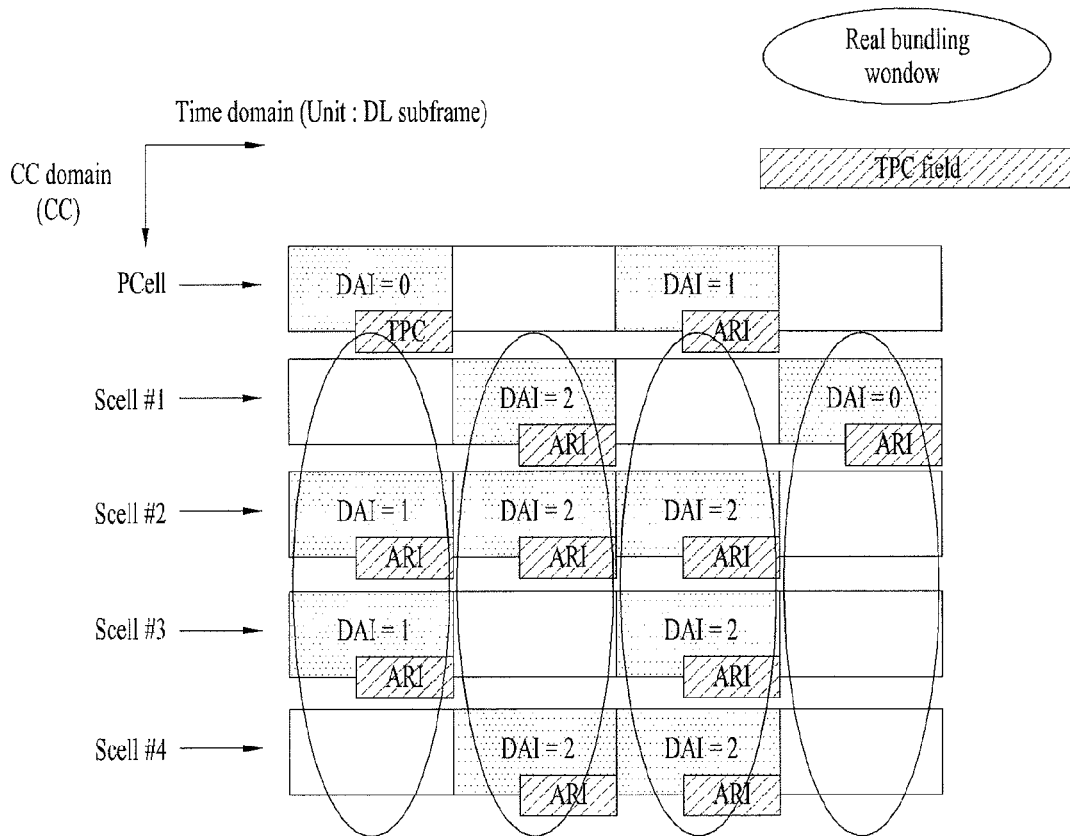 Real bundling
wondow
Time domain (Unit : DL subframe)
TPC field
CC domain
(CC)
PCell
DAI = 0
DAI = 1
TPC
ARI
Scell #1
DAI = 2
DAI = 0
ARI
ARI
Scell #2
DAI = 1
DAI = 2
DAI = 2
ARI
ARI
ARI
Scell #3
DAI = 1
DAI = 2
ARI
ARI
Scell #4
DAI = 2
DAI = 2
ARI
ARI